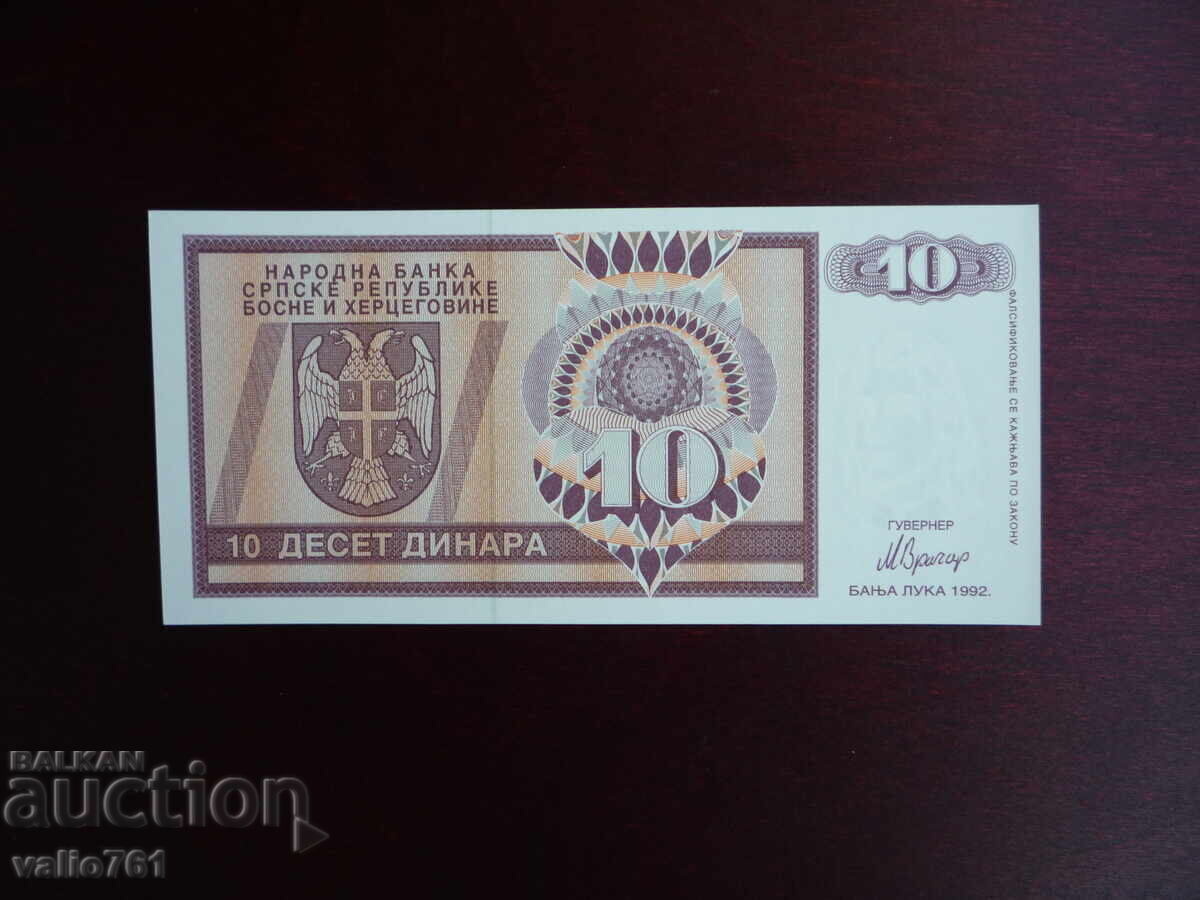 НАРОДНА БАНКА
СРПСКЕ РЕПУБЛИКЕ
БОСНЕ И ХЕРЦЕГОВИНЕ
10
10
10 ДЕСЕТ ДИНАРА
ФАЛСИФИКОВАЊЕ СЕ КАЖЊАВА ПО ЗАКОНУ
ГУВЕРНЕР
М Врачар
БАЊА ЛУКА 1992.
BALKAN
auction
valio761